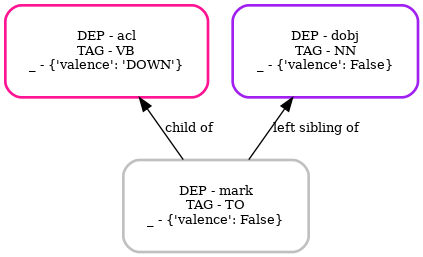 DEP - acl
TAG - VB
_ - {'valence': 'DOWN'}
DEP - dobj
TAG - NN
_ - {'valence': False}
child of
left sibling of
DEP - mark
TAG - TO
_ - {'valence': False}